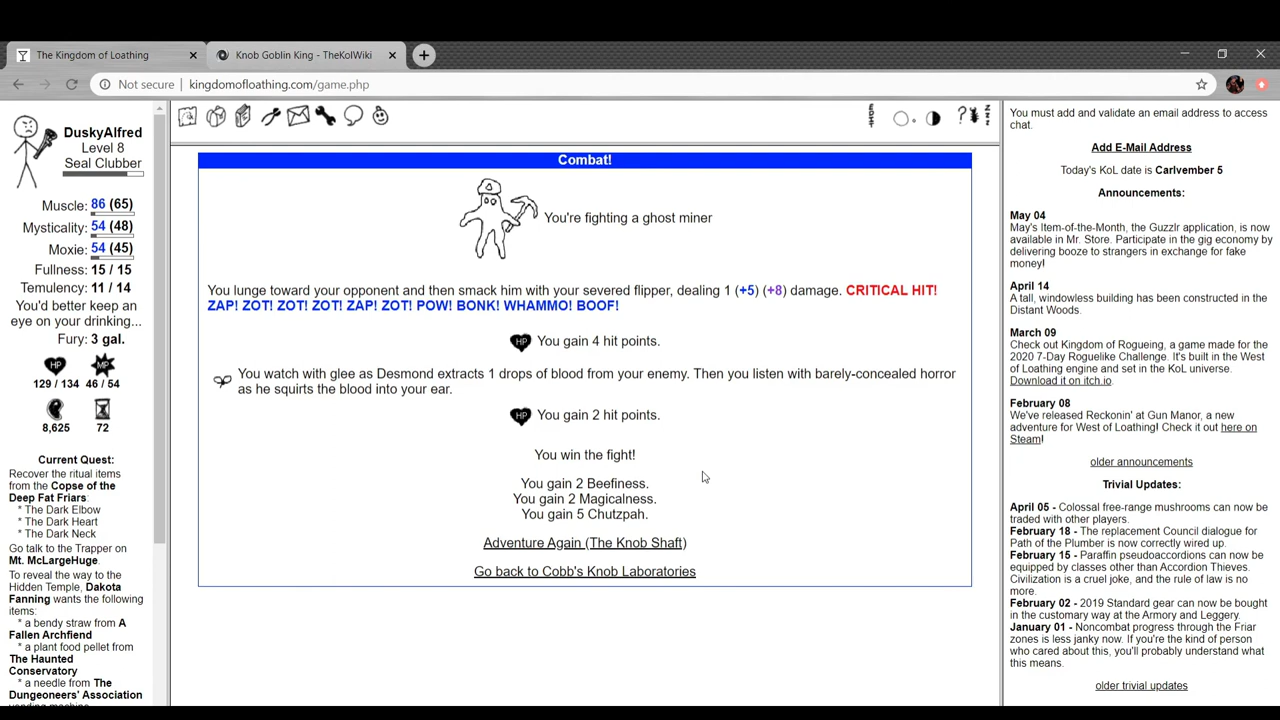 The Kingdom of Loathing
Knob Goblin King - TheKolWiki
Not secure
kingdomofloathing.com/game.php
DuskyAlfred
Level 8
Seal Clubber
Muscle: 86 (65)
Mysticality: 54 (48)
Moxie: 54 (45)
Fullness: 15 / 15
Temulency: 11 / 14
You'd better keep an
eye on your drinking...
Fury: 3 gal.
HP MP
129 / 134 46 / 54
8,625 72
Current Quest:
Recover the ritual items
from the Copse of the
Deep Fat Friars:
* The Dark Elbow
* The Dark Heart
* The Dark Neck
Go talk to the Trapper on
Mt. McLargeHuge.
To reveal the way to the
Hidden Temple, Dakota
Fanning wants the following
items:
* a bendy straw from A
Fallen Archfiend
* a plant food pellet from
The Haunted
Conservatory
* a needle from The
Dungeoneers' Association
vending machine
EDIT
? Z z z
Combat!
You're fighting a ghost miner
You lunge toward your opponent and then smack him with your severed flipper, dealing 1 (+5) (+8) damage. CRITICAL HIT!
ZAP! ZOT! ZOT! ZOT! ZAP! ZOT! POW! BONK! WHAMMO! BOOF!
HP You gain 4 hit points.
You watch with glee as Desmond extracts 1 drops of blood from your enemy. Then you listen with barely-concealed horror
as he squirts the blood into your ear.
HP You gain 2 hit points.
You win the fight!
You gain 2 Beefiness.
You gain 2 Magicalness.
You gain 5 Chutzpah.
Adventure Again (The Knob Shaft)
Go back to Cobb's Knob Laboratories
You must add and validate an email address to access
chat.
Add E-Mail Address
Today's KoL date is Carlvember 5
Announcements:
May 04
May's Item-of-the-Month, the Guzzlr application, is now
available in Mr. Store. Participate in the gig economy by
delivering booze to strangers in exchange for fake
money!
April 14
A tall, windowless building has been constructed in the
Distant Woods.
March 09
Check out Kingdom of Rogueing, a game made for the
2020 7-Day Roguelike Challenge. It's built in the West
of Loathing engine and set in the KoL universe.
Download it on itch.io.
February 08
We've released Reckonin' at Gun Manor, a new
adventure for West of Loathing! Check it out here on
Steam!
older announcements
Trivial Updates:
April 05 - Colossal free-range mushrooms can now be
traded with other players.
February 18 - The replacement Council dialogue for
Path of the Plumber is now correctly wired up.
February 15 - Paraffin pseudoaccordions can now be
equipped by classes other than Accordion Thieves.
Civilization is a cruel joke, and the rule of law is no
more.
February 02 - 2019 Standard gear can now be bought
in the customary way at the Armory and Leggery.
January 01 - Noncombat progress through the Friar
zones is less janky now. If you're the kind of person
who cared about this, you'll probably understand what
this means.
older trivial updates